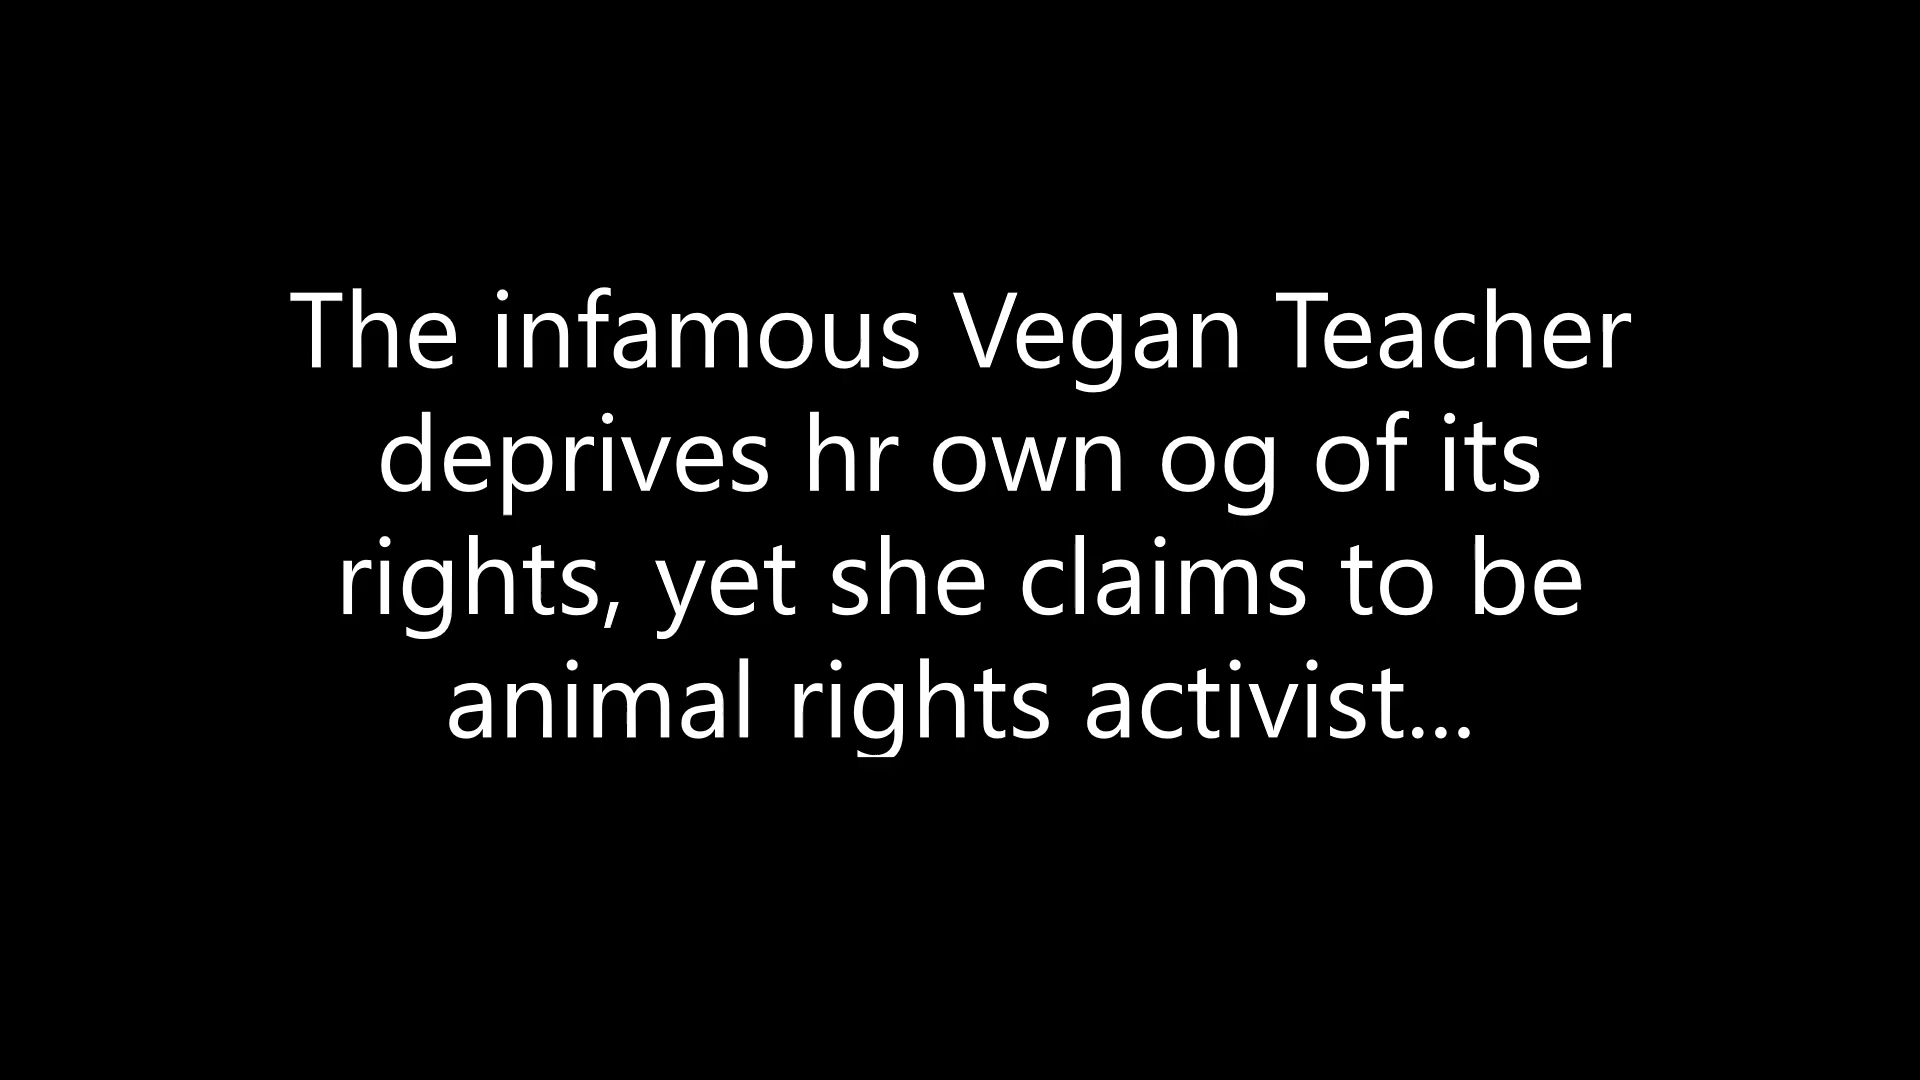 The infamous Vegan Teacher
deprives hr own og of its
rights, yet she claims to be
animal rights activist...